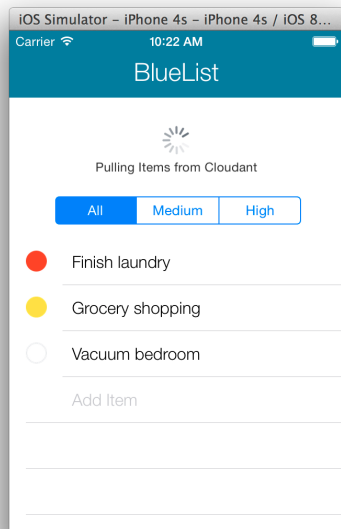 iOS Simulator – iPhone 4s – iPhone 4s / iOS 8...
Carrier 10:22 AM
BlueList
Pulling Items from Cloudant
All Medium High
Finish laundry
Grocery shopping
Vacuum bedroom
Add Item